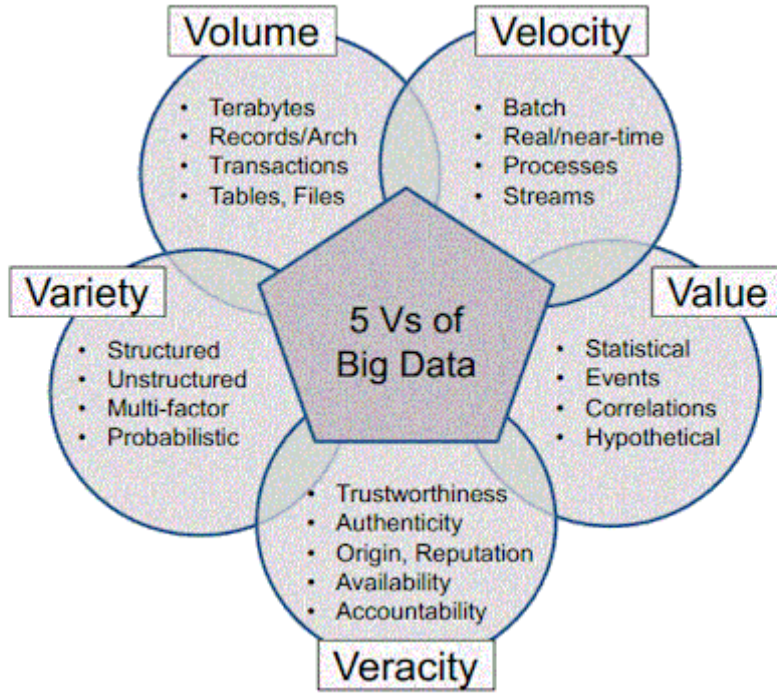 Volume
• Terabytes
• Records/Arch
• Transactions
• Tables, Files
Velocity
• Batch
• Real/near-time
• Processes
• Streams
Variety
• Structured
• Unstructured
• Multi-factor
• Probabilistic
5 Vs of
Big Data
Value
• Statistical
• Events
• Correlations
• Hypothetical
• Trustworthiness
• Authenticity
• Origin, Reputation
• Availability
• Accountability
Veracity